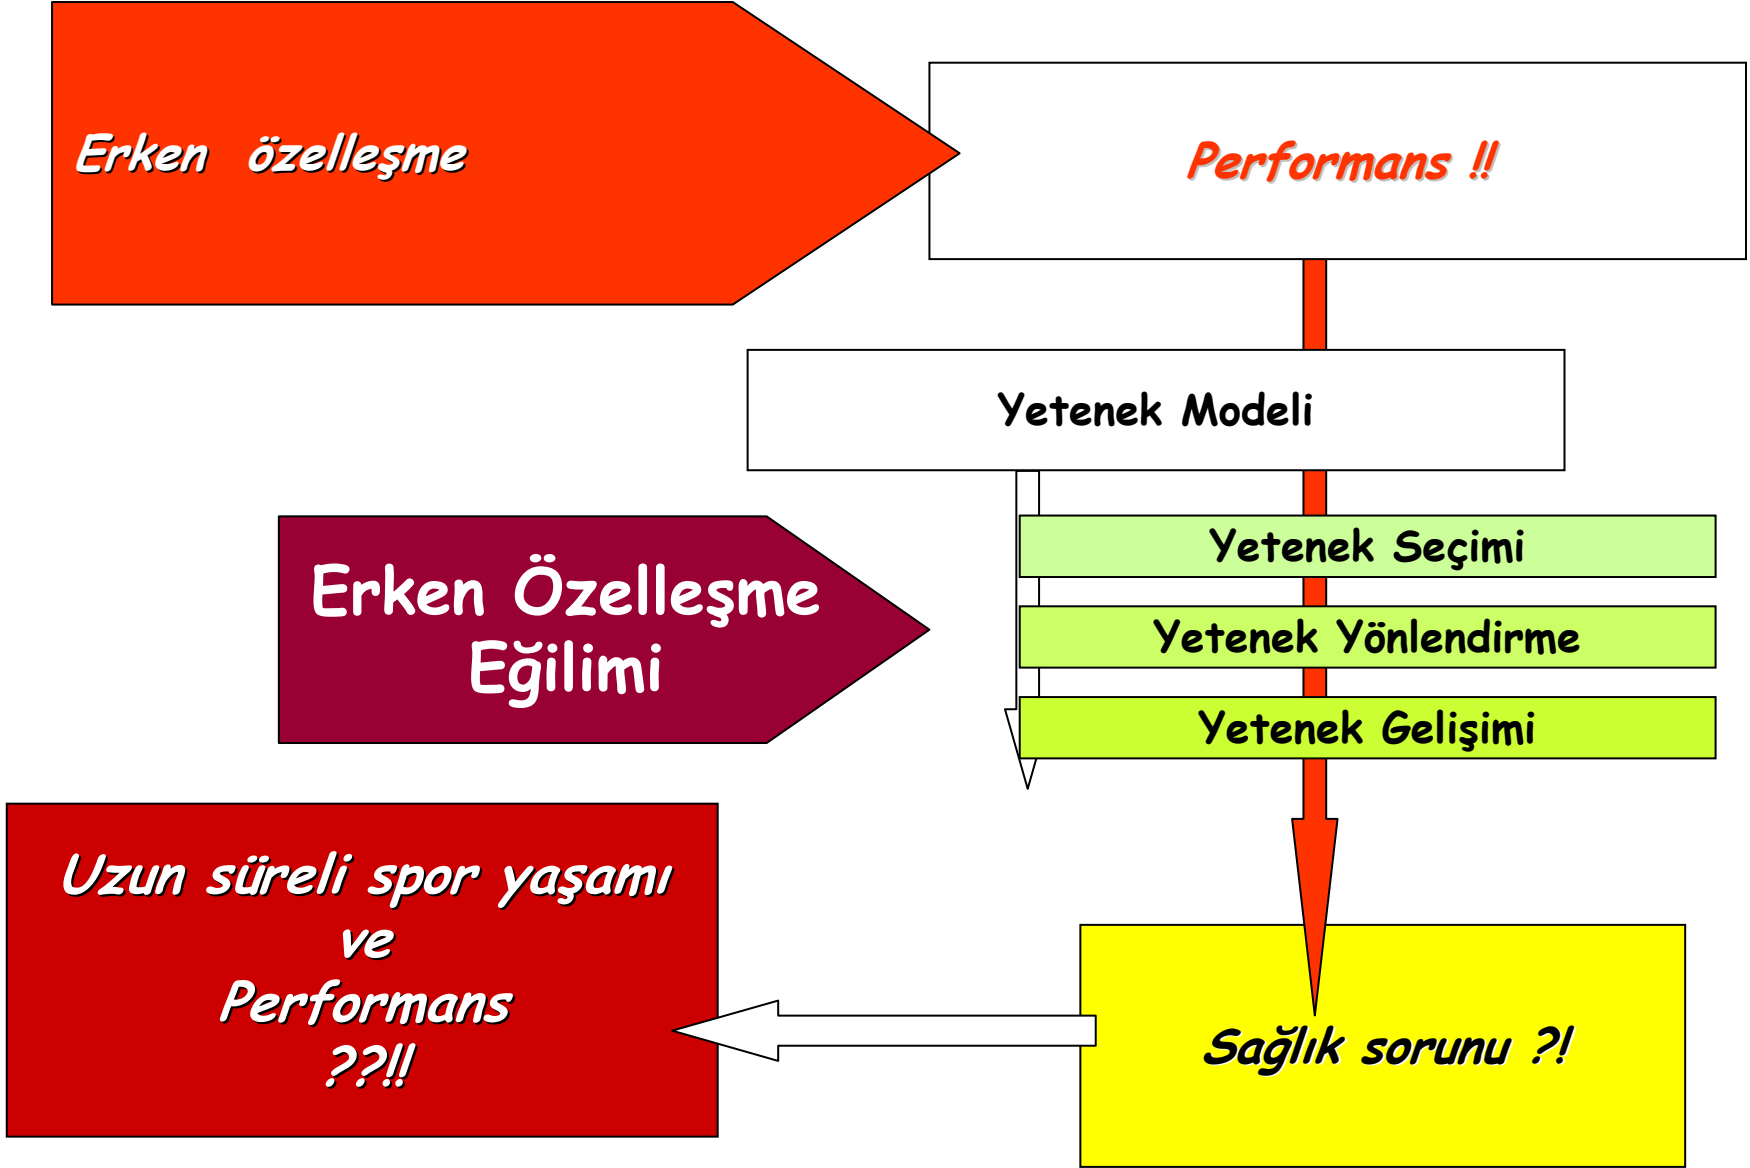 Erken özelleşme
Performans !!
Yetenek Modeli
Erken Özelleşme
Eğilimi
Yetenek Seçimi
Yetenek Yönlendirme
Yetenek Gelişimi
Uzun süreli spor yaşamı
ve
Performans
??!!
Sağlık sorunu ?!